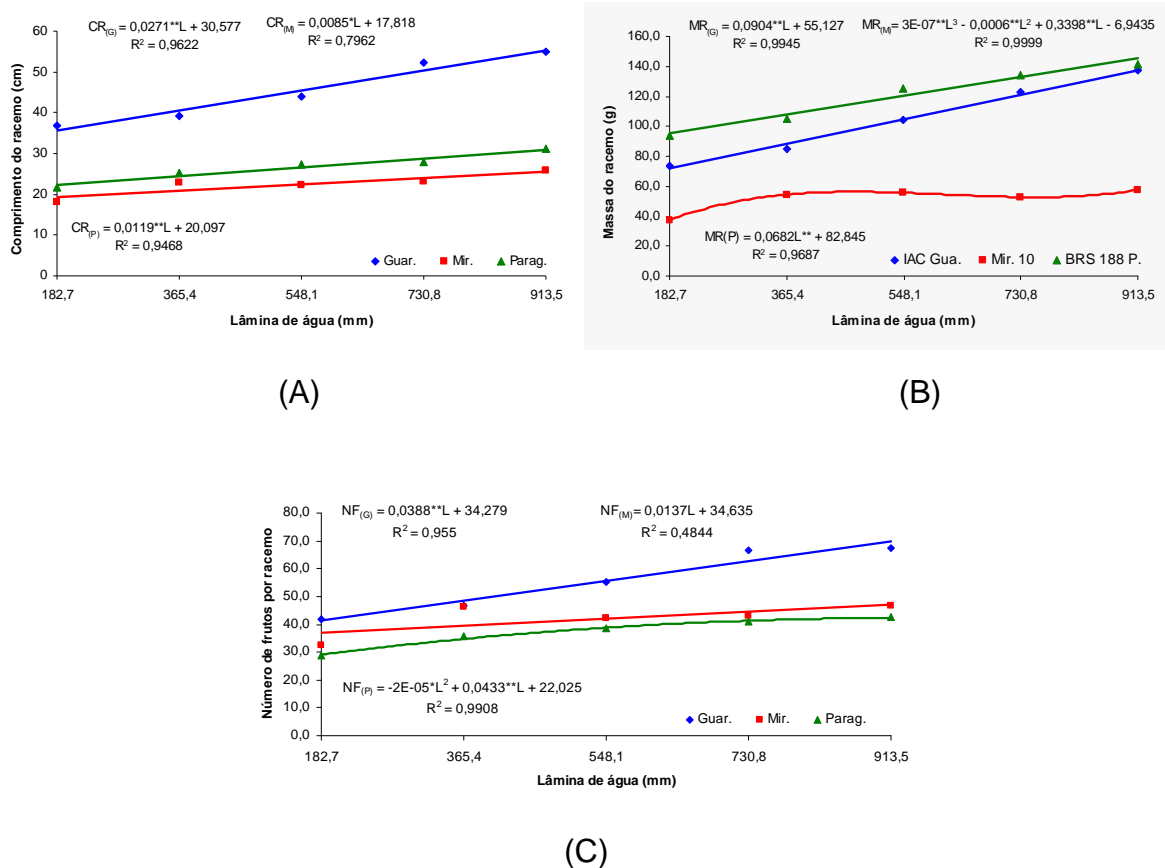 CR(G) = 0,0271**L + 30,577
R² = 0,9622
CR(M) = 0,0085*L + 17,818
R² = 0,7962
Comprimento do racemo (cm)
60
50
40
30
20
10
0
CR(P) = 0,0119**L + 20,097
R² = 0,9468
Guar. Mir. Parag.
182,7 365,4 548,1 730,8 913,5
Lâmina de água (mm)
(A)
MR(G) = 0,0904**L + 55,127
R² = 0,9945
MR(M) = 3E-07**L³ - 0,0006**L² + 0,3398**L - 6,9435
R² = 0,9999
Massa do racemo (g)
160,0
140,0
120,0
100,0
80,0
60,0
40,0
20,0
0,0
MR(P) = 0,0682L** + 82,845
R² = 0,9687
IAC Gua. Mir. 10 BRS 188 P.
182,7 365,4 548,1 730,8 913,5
Lâmina de água (mm)
(B)
NF(G) = 0,0388**L + 34,279
R² = 0,955
NF(M) = 0,0137L + 34,635
R² = 0,4844
Número de frutos por racemo
80,0
70,0
60,0
50,0
40,0
30,0
20,0
10,0
0,0
NF(P) = -2E-05*L² + 0,0433**L + 22,025
R² = 0,9908
Guar. Mir. Parag.
182,7 365,4 548,1 730,8 913,5
Lâmina de água (mm)
(C)